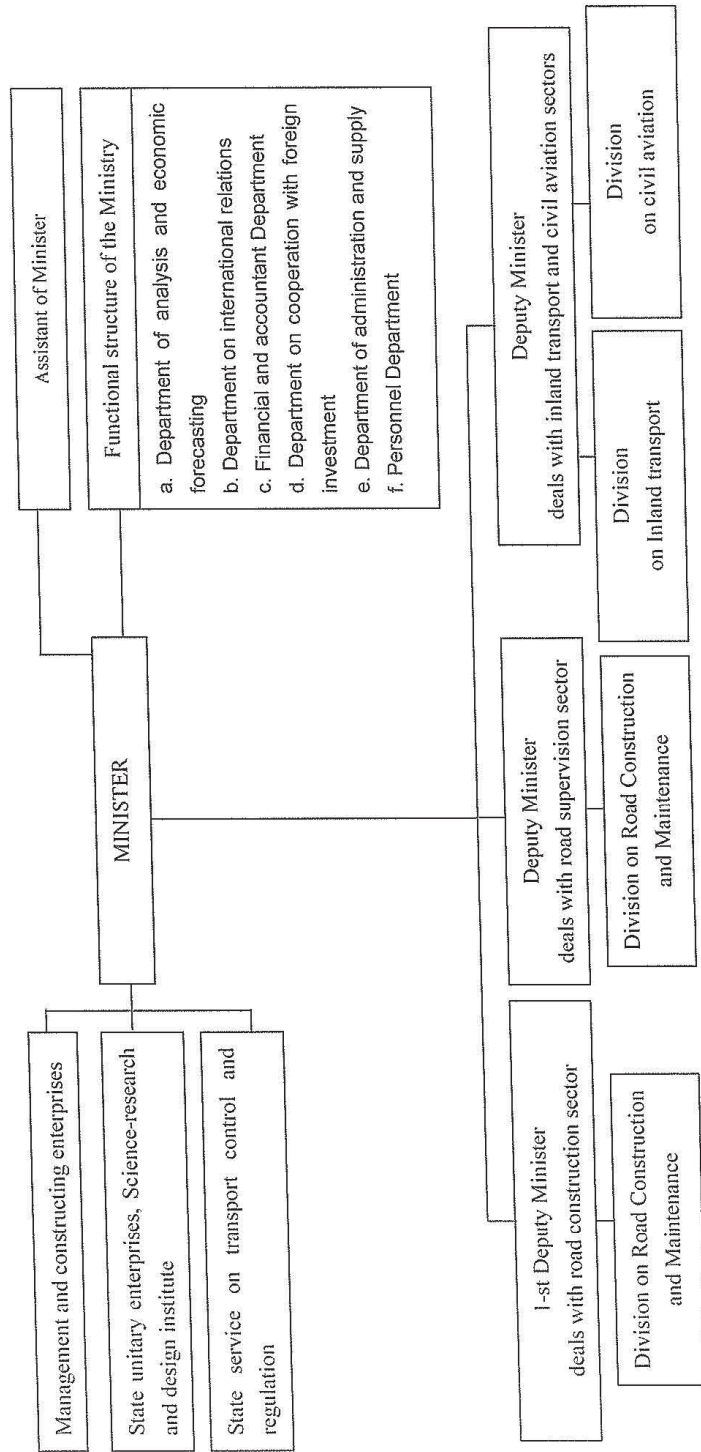 Assistant of Minister
Functional structure of the Ministry
a. Department of analysis and economic
forecasting
b. Department on international relations
c. Financial and accountant Department
d. Department on cooperation with foreign
investment
e. Department of administration and supply
f. Personnel Department
MINISTER
Management and constructing enterprises
State unitary enterprises, Science-research
and design institute
State service on transport control and
regulation
1-st Deputy Minister
deals with road construction sector
Division on Road Construction
and Maintenance
Deputy Minister
deals with road supervision sector
Division on Road Construction
and Maintenance
Deputy Minister
deals with inland transport and civil aviation sectors
Division
on Inland transport
Division
on civil aviation